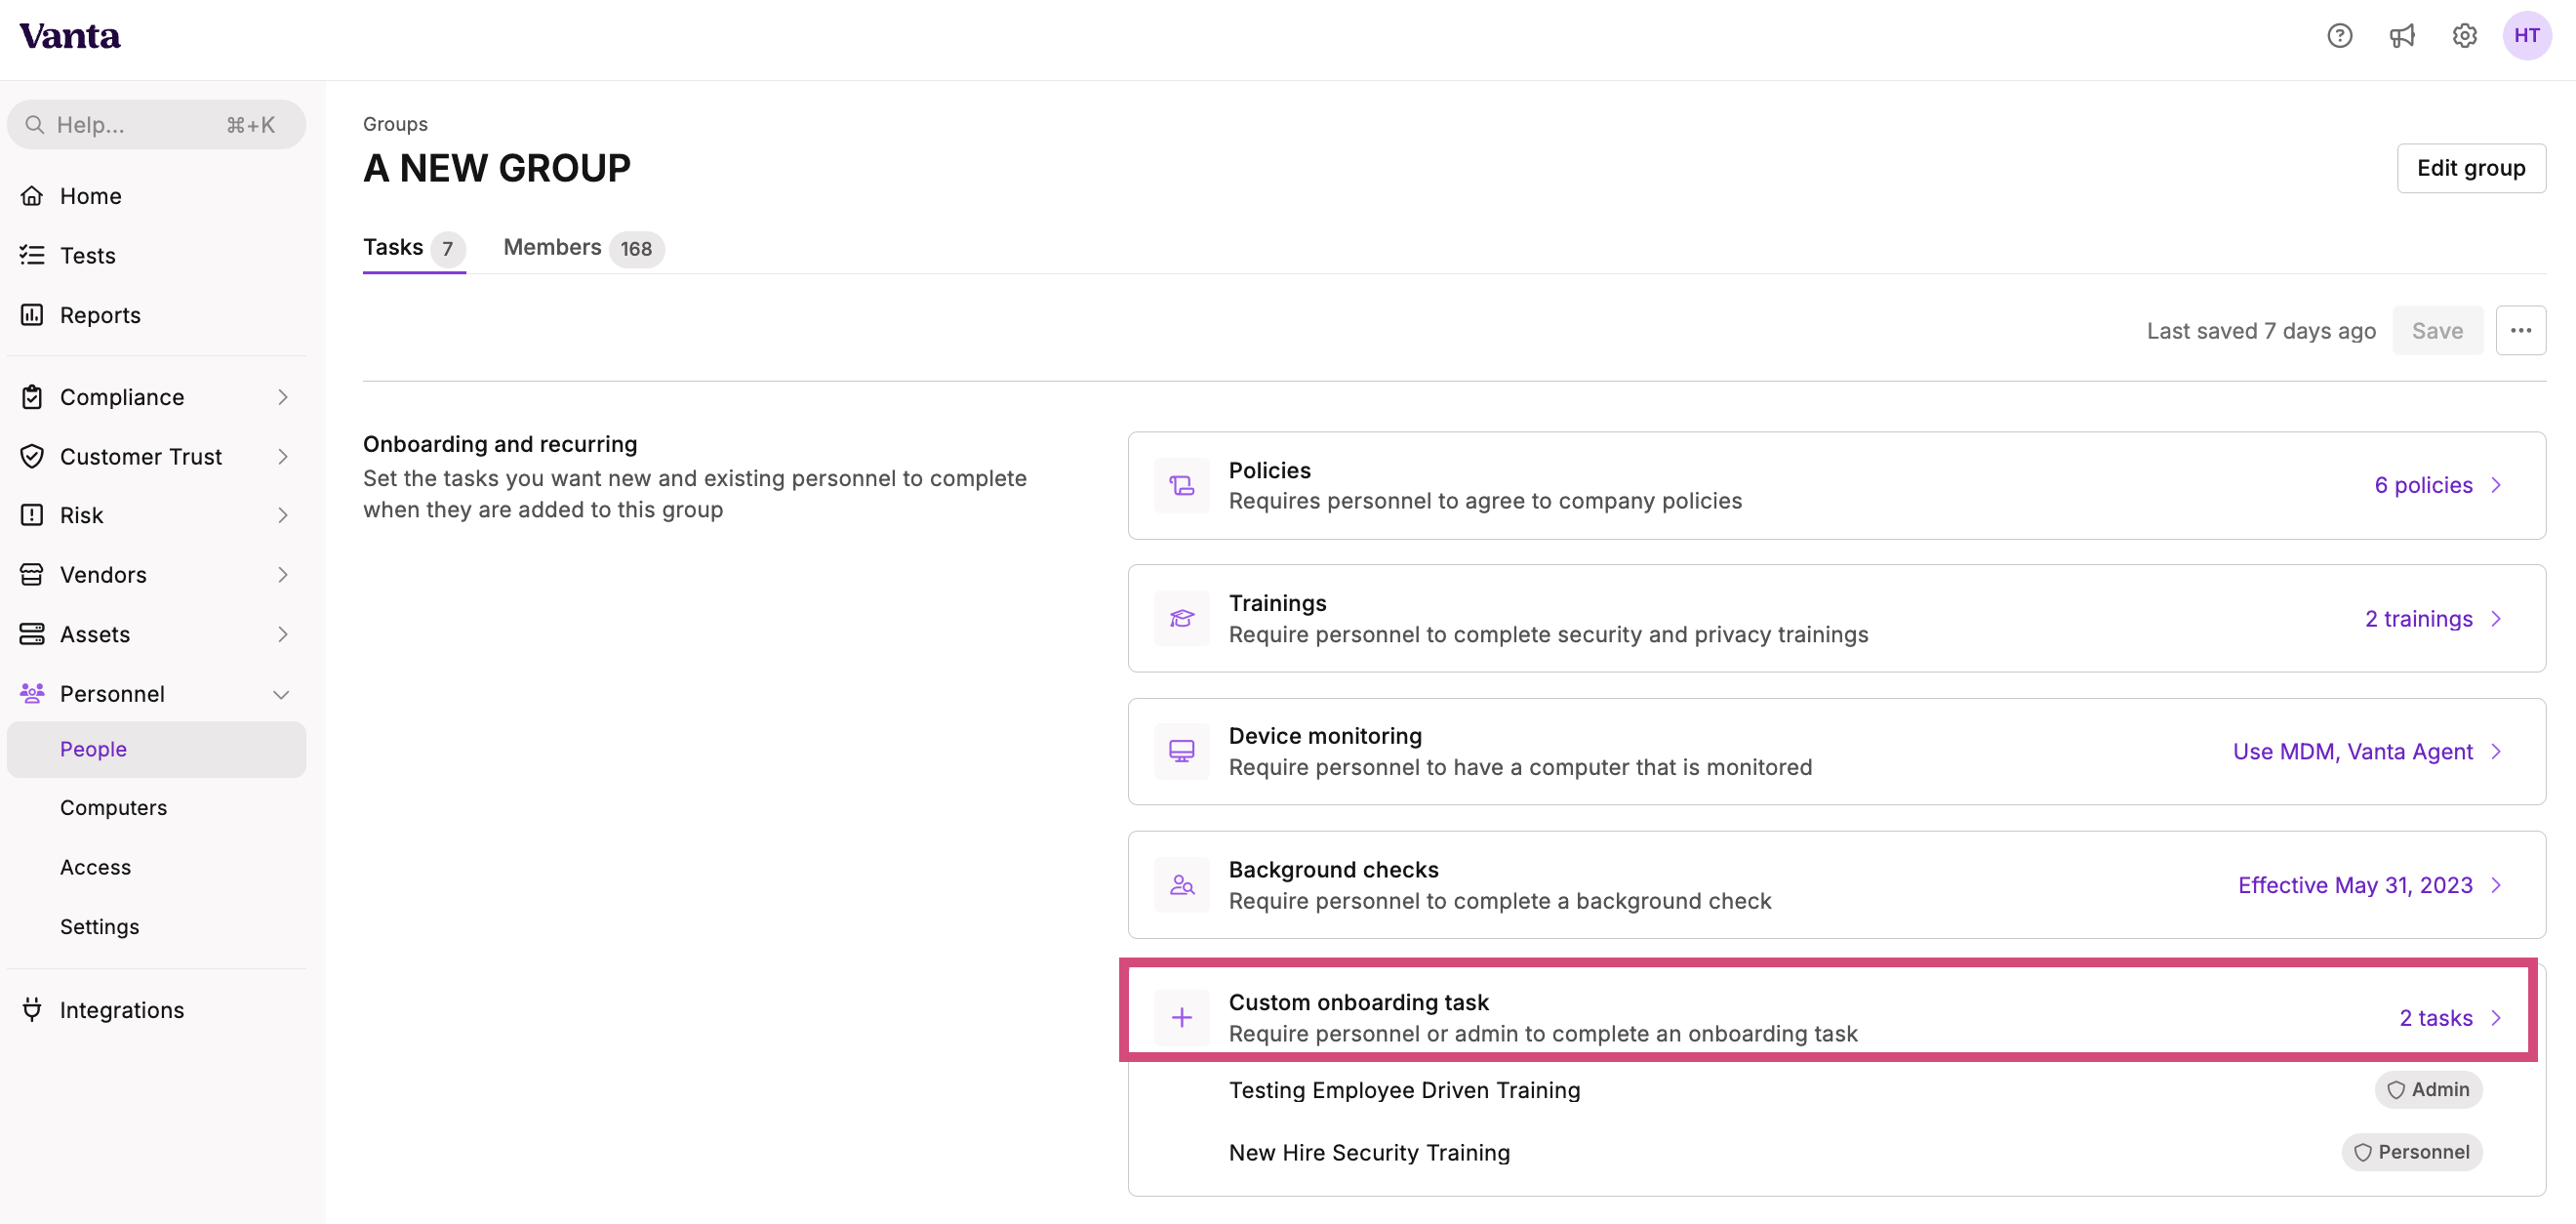 Vanta
HT
Help...
⌘+K
Home
Tests
Reports
Compliance
Customer Trust
Risk
Vendors
Assets
Personnel
People
Computers
Access
Settings
Integrations
Groups
A NEW GROUP
Edit group
Tasks 7
Members 168
Last saved 7 days ago
Save
Onboarding and recurring
Set the tasks you want new and existing personnel to complete
when they are added to this group
Policies
Requires personnel to agree to company policies
6 policies
Trainings
Require personnel to complete security and privacy trainings
2 trainings
Device monitoring
Require personnel to have a computer that is monitored
Use MDM, Vanta Agent
Background checks
Require personnel to complete a background check
Effective May 31, 2023
Custom onboarding task
Require personnel or admin to complete an onboarding task
2 tasks
Testing Employee Driven Training
Admin
New Hire Security Training
Personnel